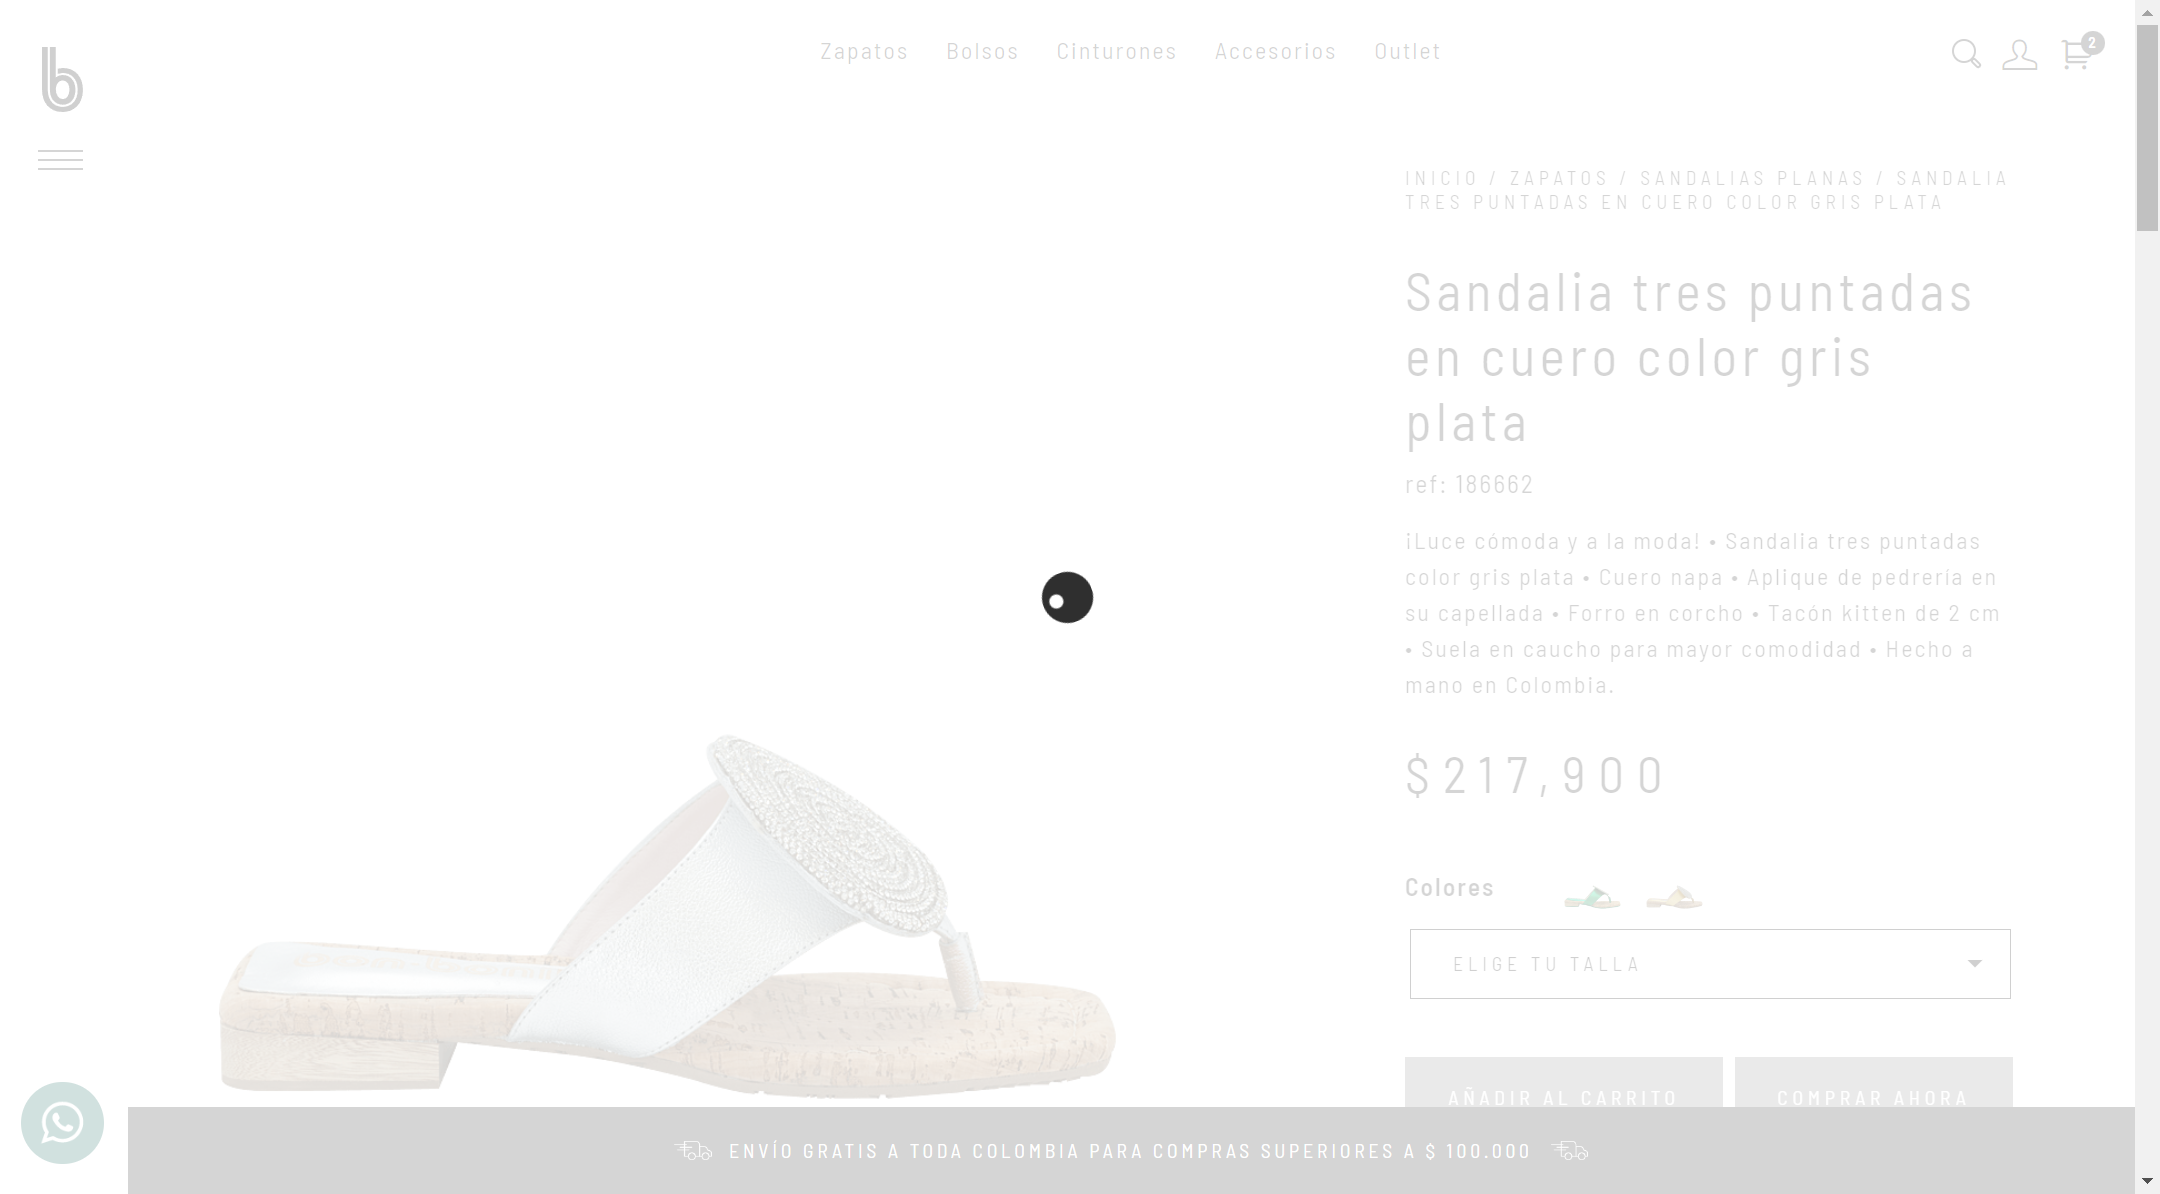 b
Zapatos Bolsos Cinturones Accesorios Outlet
2
INICIO / ZAPATOS / SANDALIAS PLANAS / SANDALIA
TRES PUNTADAS EN CUERO COLOR GRIS PLATA
Sandalia tres puntadas
en cuero color gris
plata
ref: 186662
¡Luce cómoda y a la moda! • Sandalia tres puntadas
color gris plata • Cuero napa • Aplique de pedrería en
su capellada • Forro en corcho • Tacón kitten de 2 cm
• Suela en caucho para mayor comodidad • Hecho a
mano en Colombia.
$217,900
Colores
ELIGE TU TALLA
AÑADIR AL CARRITO COMPRAR AHORA
ENVÍO GRATIS A TODA COLOMBIA PARA COMPRAS SUPERIORES A $ 100.000